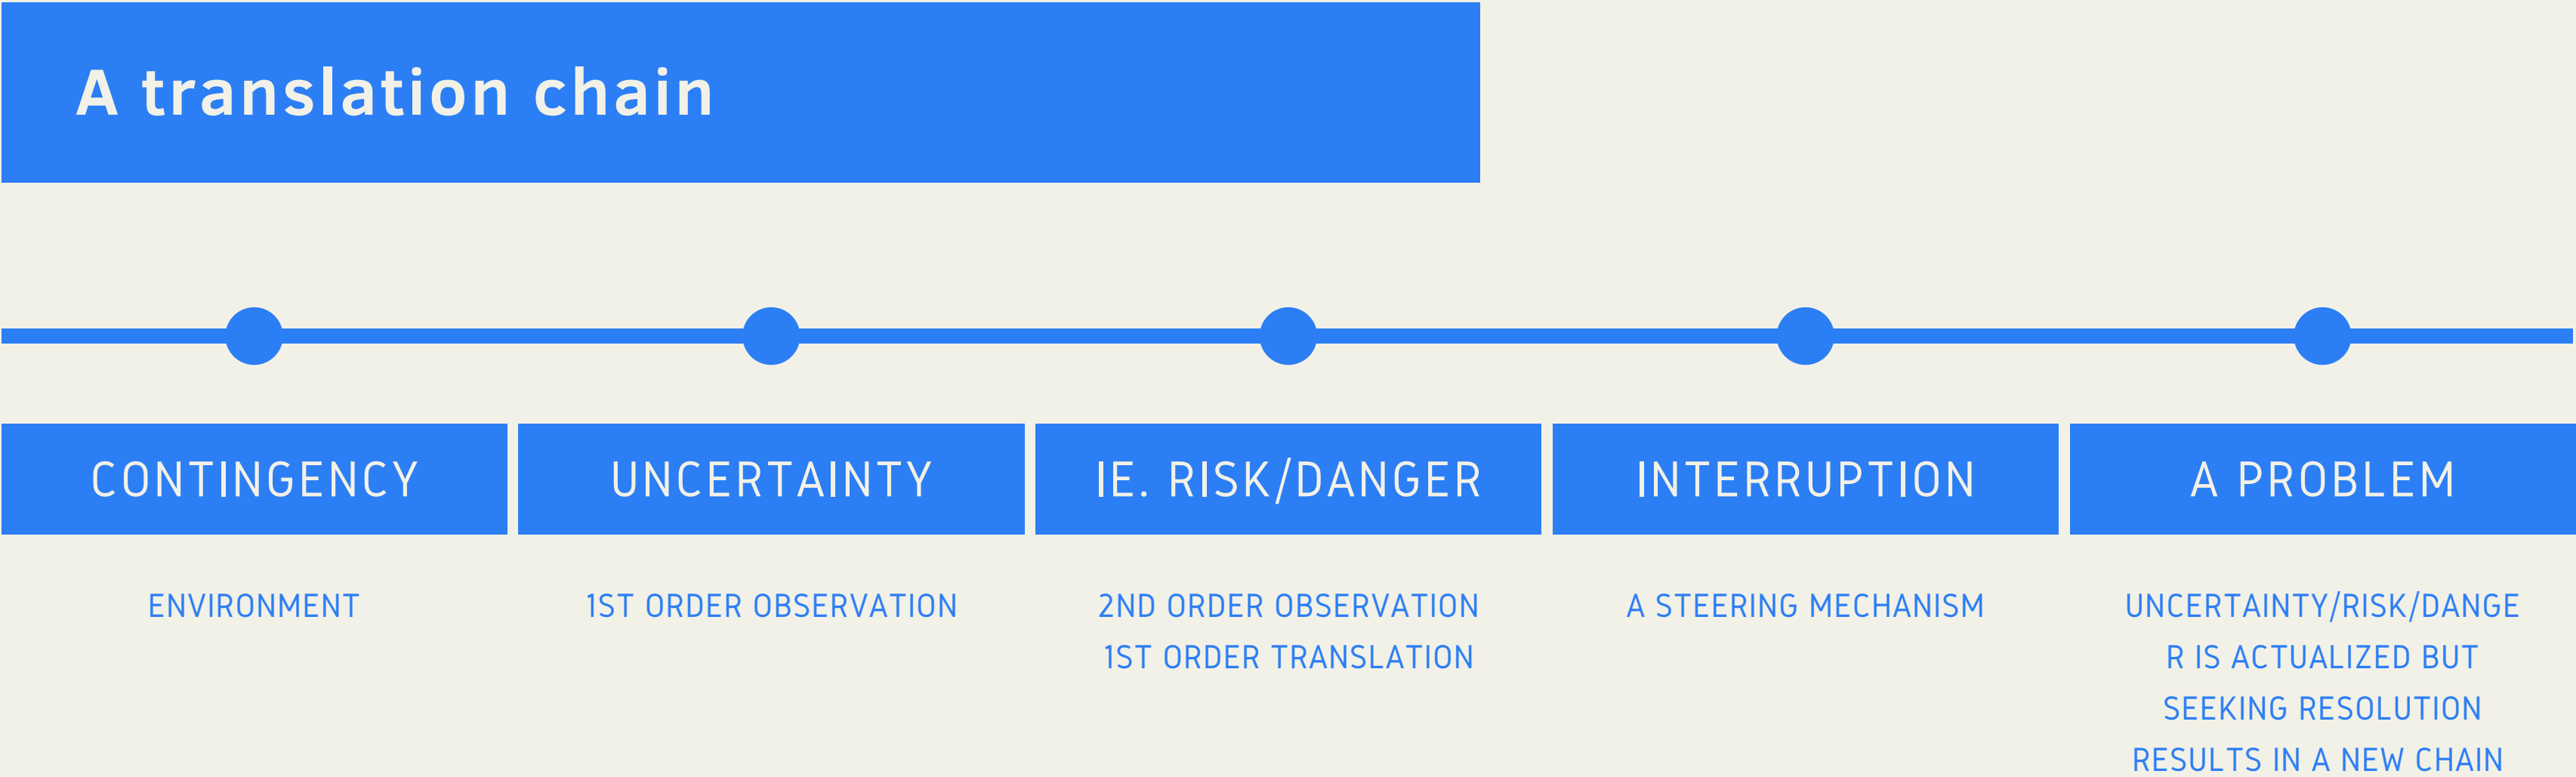 A translation chain
CONTINGENCY
UNCERTAINTY
IE. RISK/DANGER
INTERRUPTION
A PROBLEM
ENVIRONMENT
1ST ORDER OBSERVATION
2ND ORDER OBSERVATION
1ST ORDER TRANSLATION
A STEERING MECHANISM
UNCERTAINTY/RISK/DANGE
R IS ACTUALIZED BUT
SEEKING RESOLUTION
RESULTS IN A NEW CHAIN